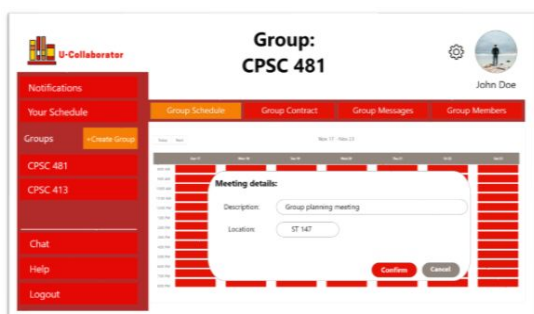 U-Collaborator
Group:
CPSC 481
John Doe
Notifications
Your Schedule
Groups
+Create Group
CPSC 481
CPSC 413
Chat
Help
Logout
Group Schedule
Group Contract
Group Messages
Group Members
Nov 17 - Nov 23
Meeting details:
Description:
Group planning meeting
Location:
ST 147
Confirm
Cancel